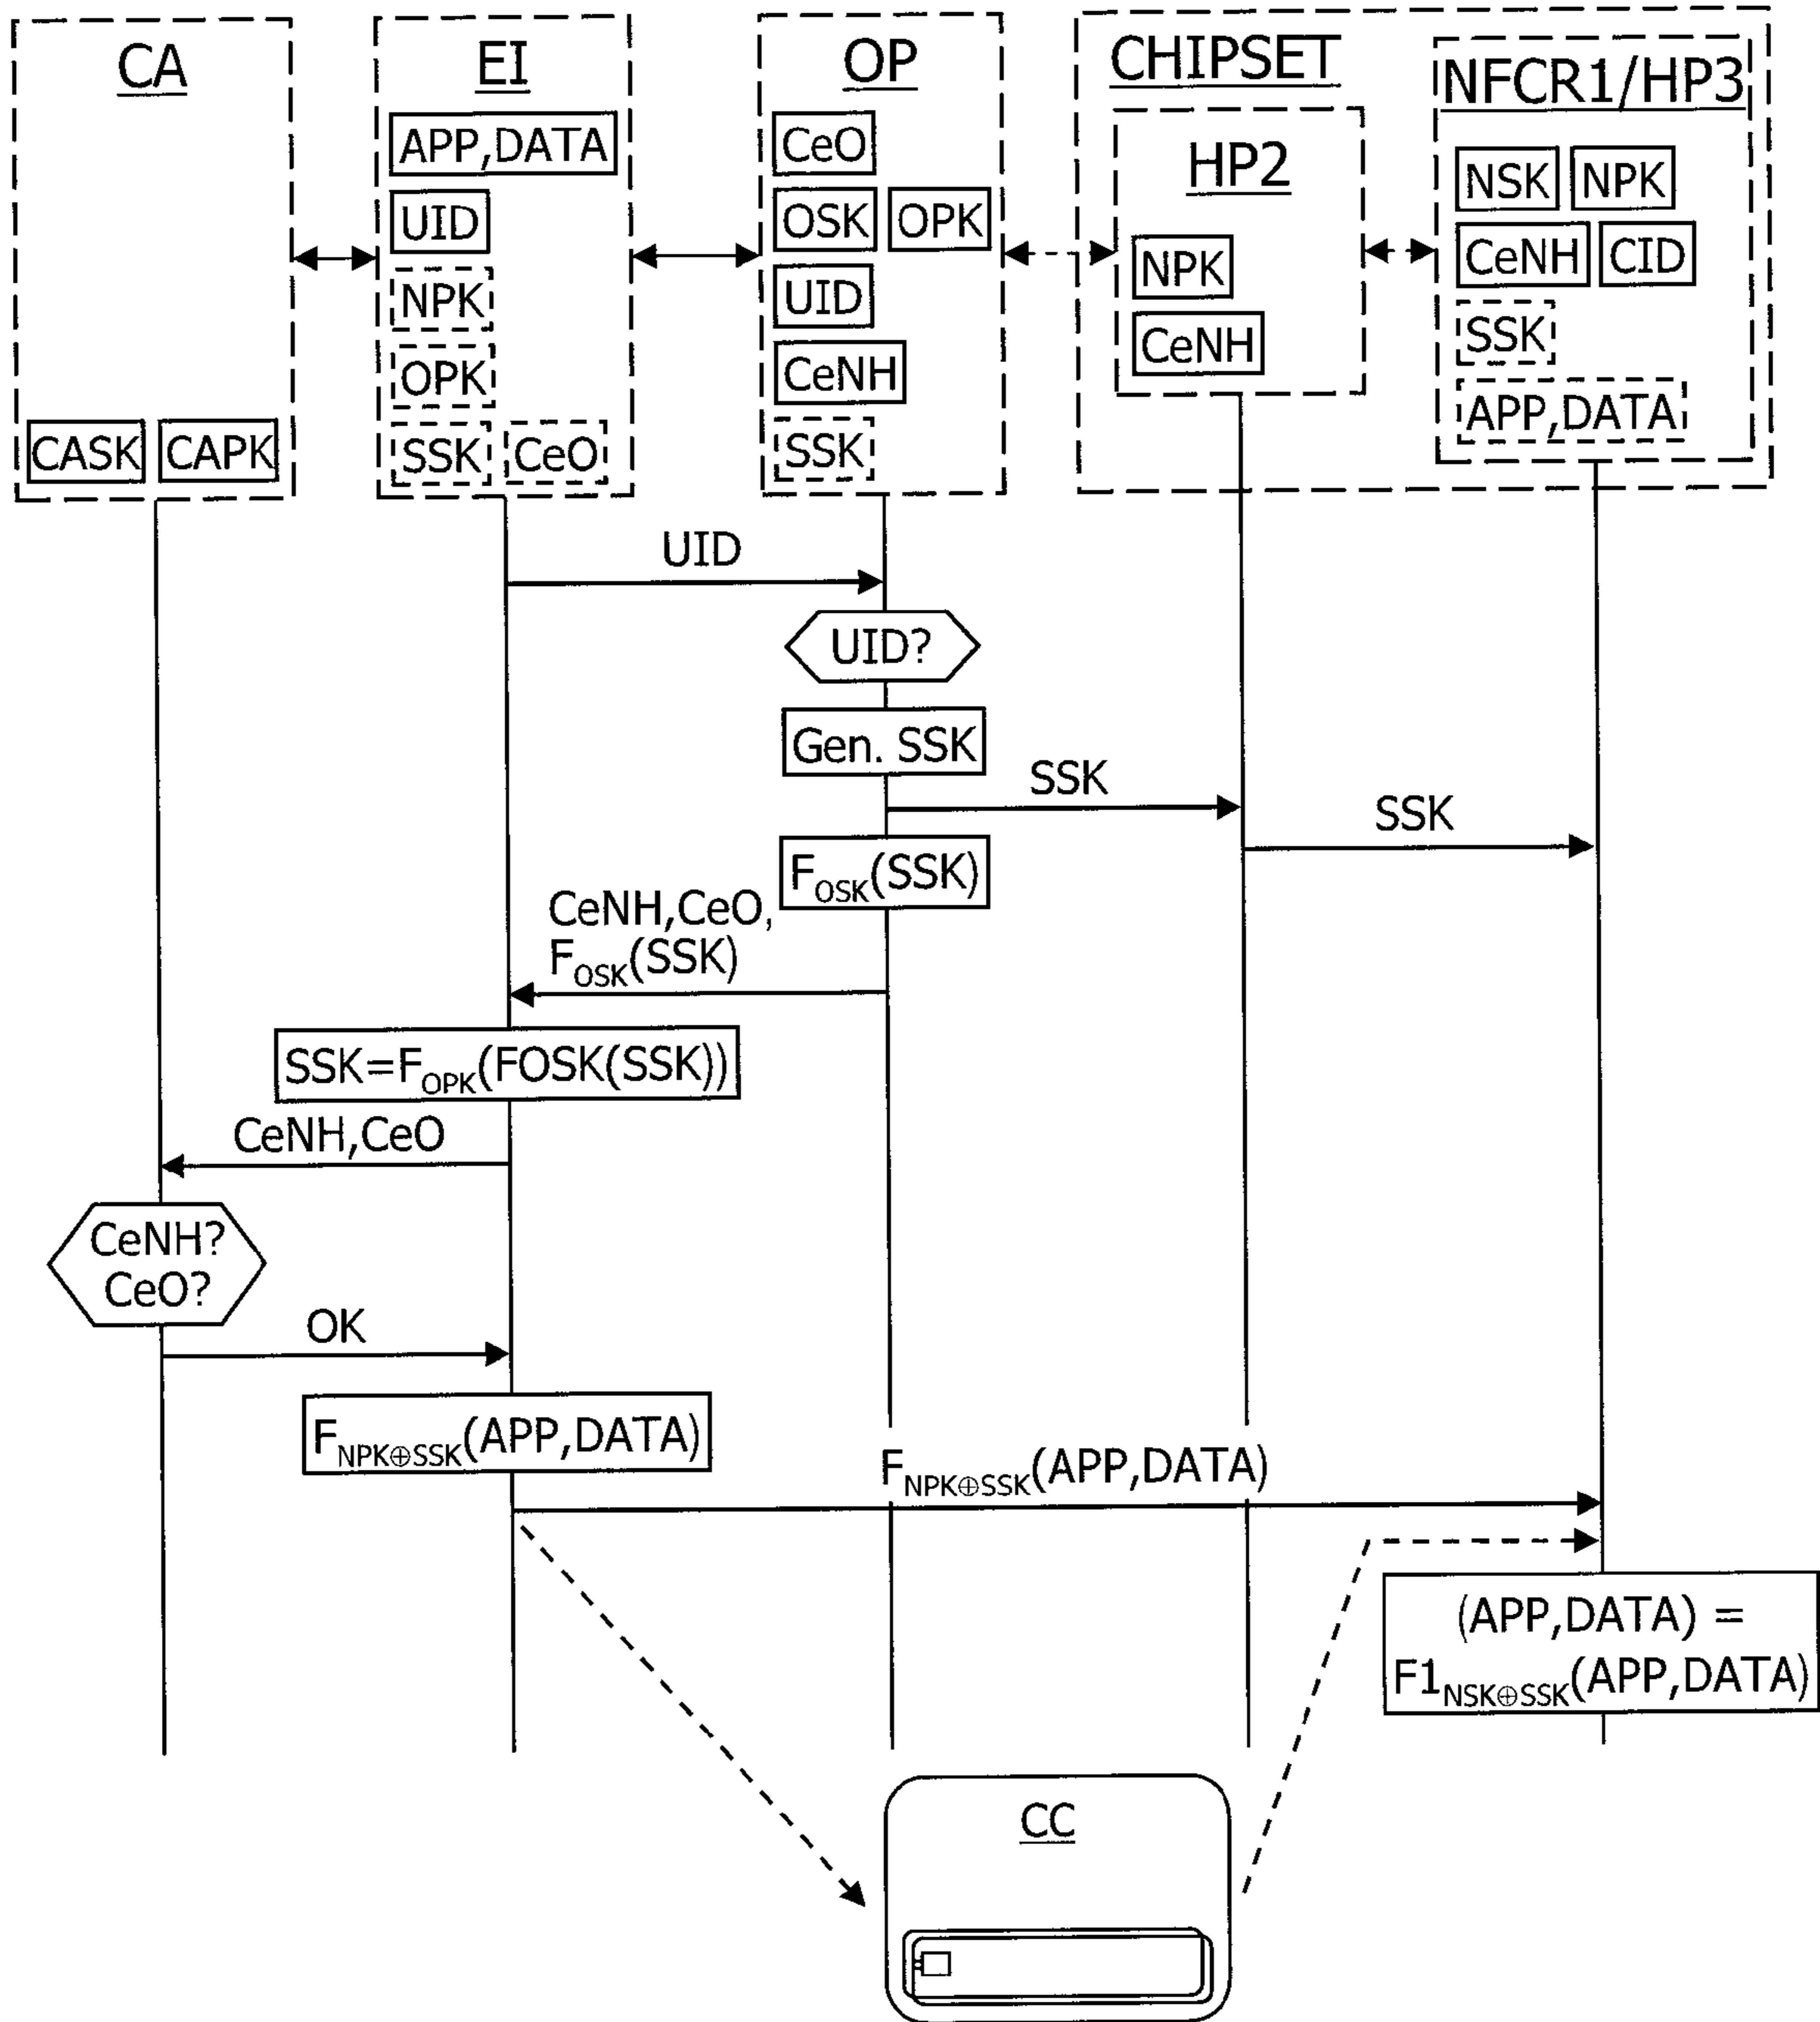 CA
CASK
CAPK
EI
APP,DATA
UID
NPK
OPK
SSK
CeO
OP
CeO
OSK
OPK
UID
CeNH
SSK
CHIPSET
HP2
NPK
CeNH
NFCR1/HP3
NSK
NPK
CeNH
CID
SSK
APP,DATA
UID
UID?
Gen. SSK
SSK
SSK
FOSK(SSK)
CeNH,CeO,
FOSK(SSK)
SSK=FOPK(FOSK(SSK))
CeNH,CeO
CeNH?
CeO?
OK
FNPK⊕SSK(APP,DATA)
FNPK⊕SSK(APP,DATA)
(APP,DATA) =
F1NSK⊕SSK(APP,DATA)
CC